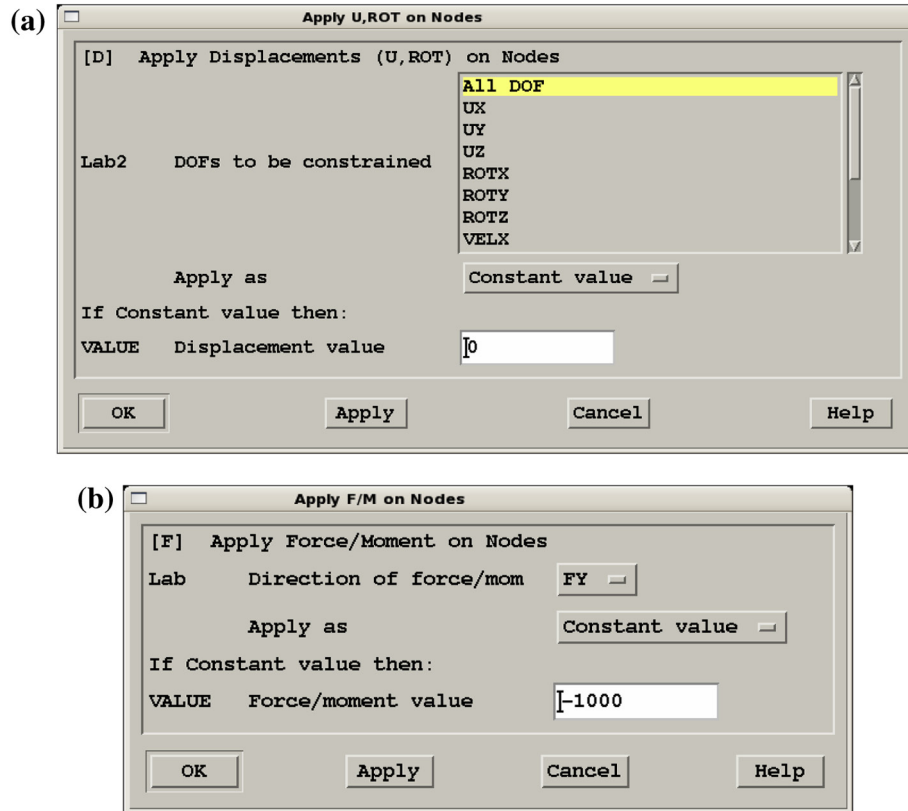 (a)
Apply U,ROT on Nodes
[D] Apply Displacements (U,ROT) on Nodes
All DOF
UX
UY
UZ
Lab2 DOFs to be constrained
ROTX
ROTY
ROTZ
VELX
Apply as Constant value
If Constant value then:
VALUE Displacement value 0
OK Apply Cancel Help
(b)
Apply F/M on Nodes
[F] Apply Force/Moment on Nodes
Lab Direction of force/mom FY
Apply as Constant value
If Constant value then:
VALUE Force/moment value -1000
OK Apply Cancel Help